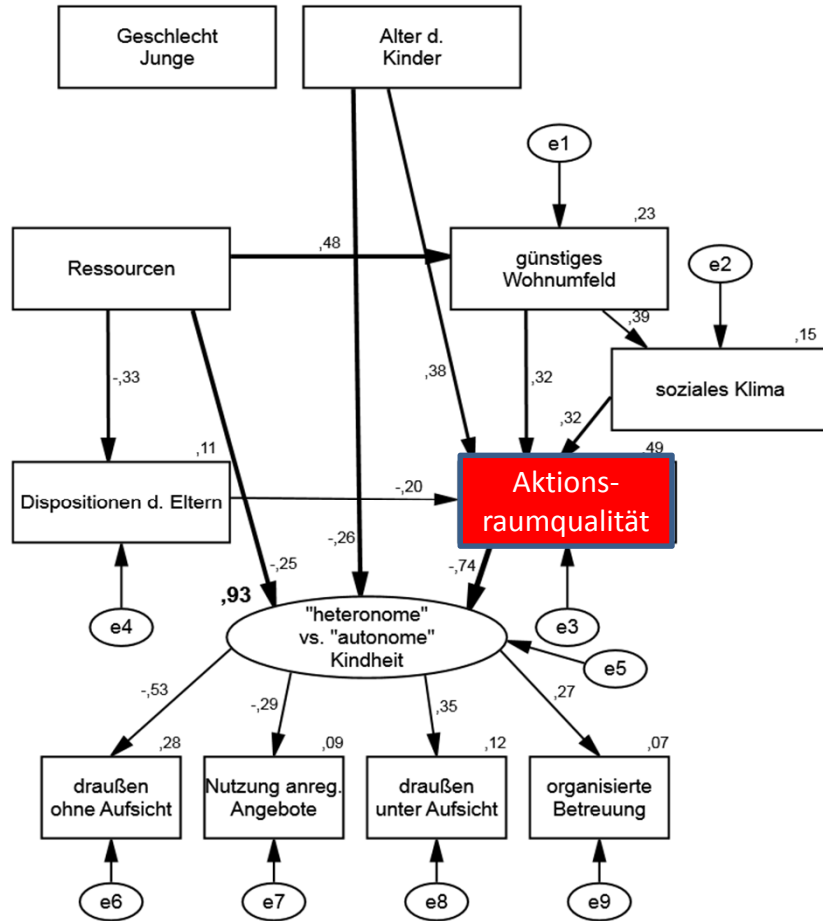 Geschlecht
Junge
Alter d.
Kinder
e1
,23
,48
Ressourcen
günstiges
Wohnumfeld
e2
,39
,15
-,33
,38
,32
soziales Klima
,32
,11
,49
Dispositionen d. Eltern
-,20
Aktions-
raumqualität
-,26
-,25
-,74
,93
e4
"heteronome"
vs. "autonome"
Kindheit
e3
e5
-,53
-,29
,35
,27
,28
,09
,12
,07
draußen
ohne Aufsicht
Nutzung anreg.
Angebote
draußen
unter Aufsicht
organisierte
Betreuung
e6
e7
e8
e9